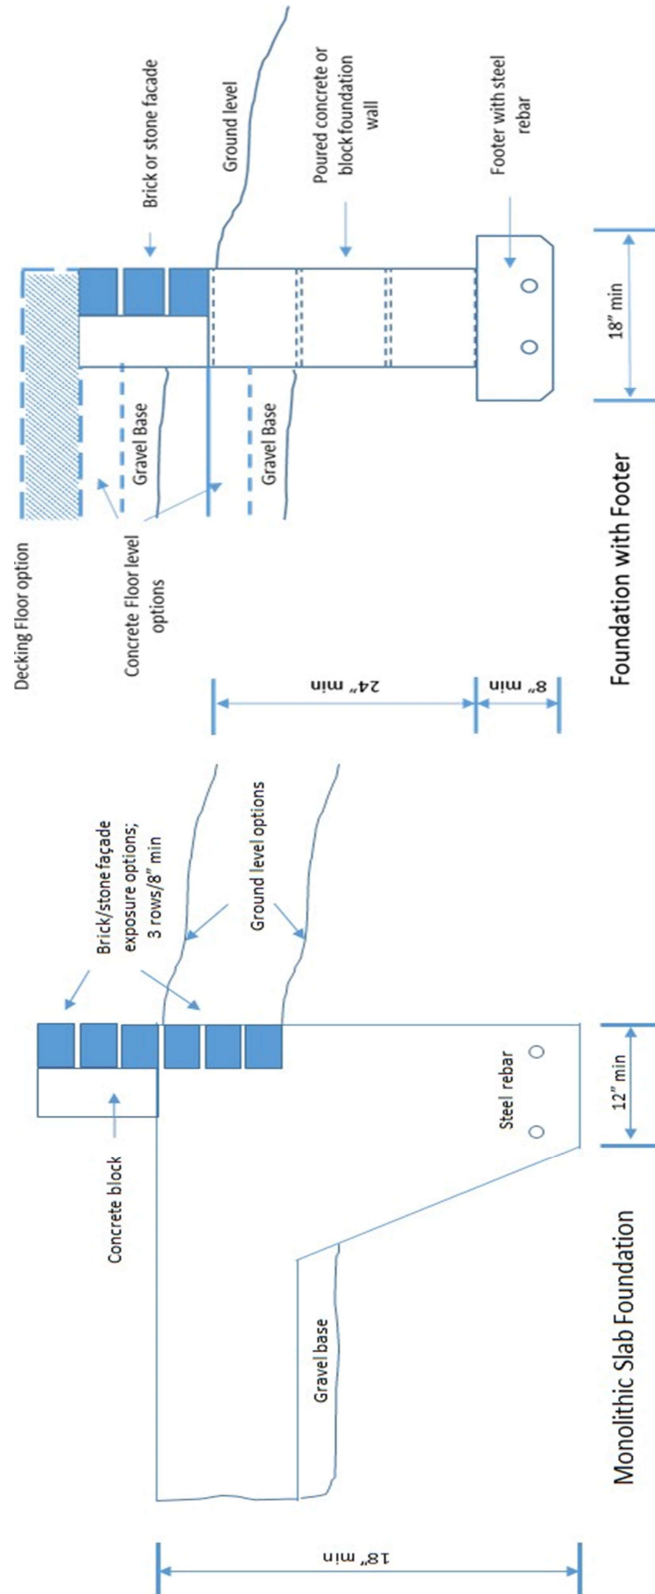 Decking Floor option
Concrete Floor level
options
Gravel Base
Gravel Base
Brick or stone facade
Ground level
Poured concrete or
block foundation
wall
Footer with steel
rebar
24” min
8” min
18” min
Foundation with Footer
Brick/stone façade
exposure options;
3 rows/8” min
Ground level options
Concrete block
Steel rebar
Gravel base
18” min
12” min
Monolithic Slab Foundation